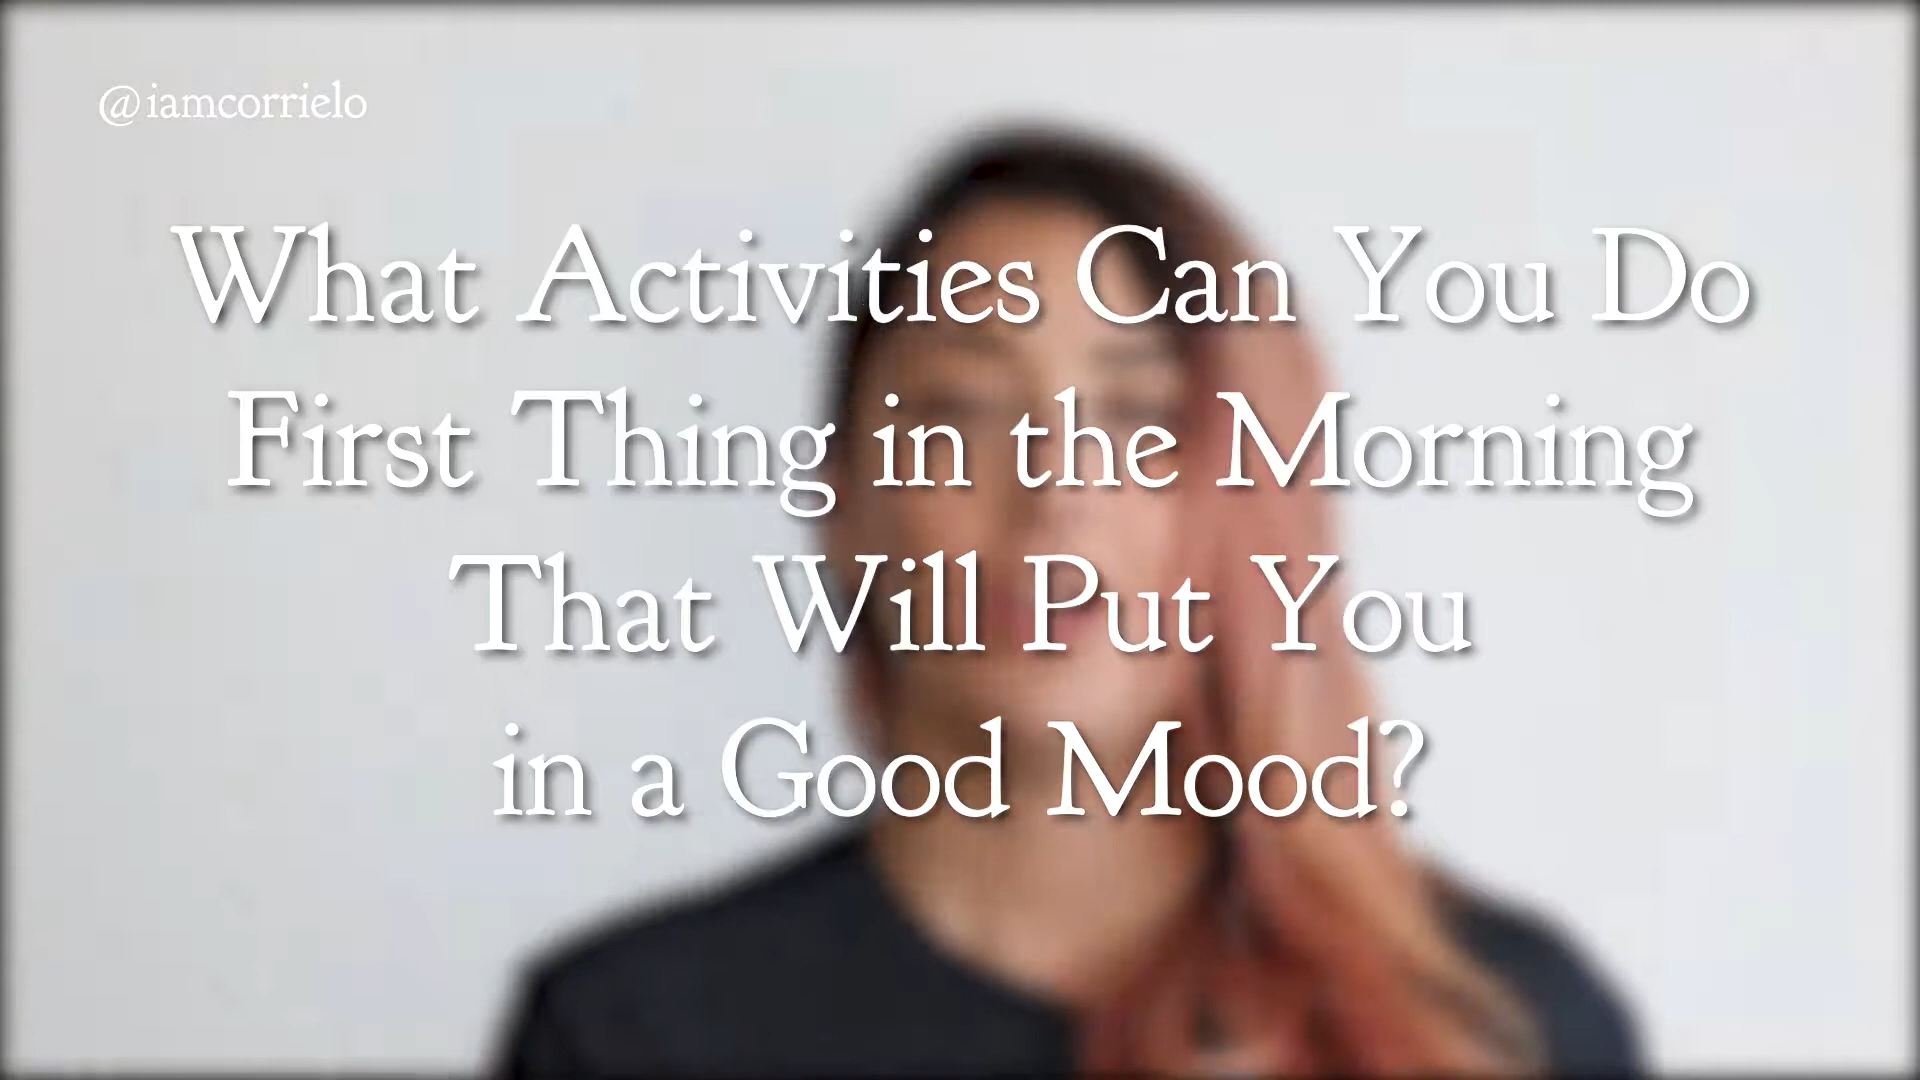 @iamcorrielo
What Activities Can You Do
First Thing in the Morning
That Will Put You
in a Good Mood?